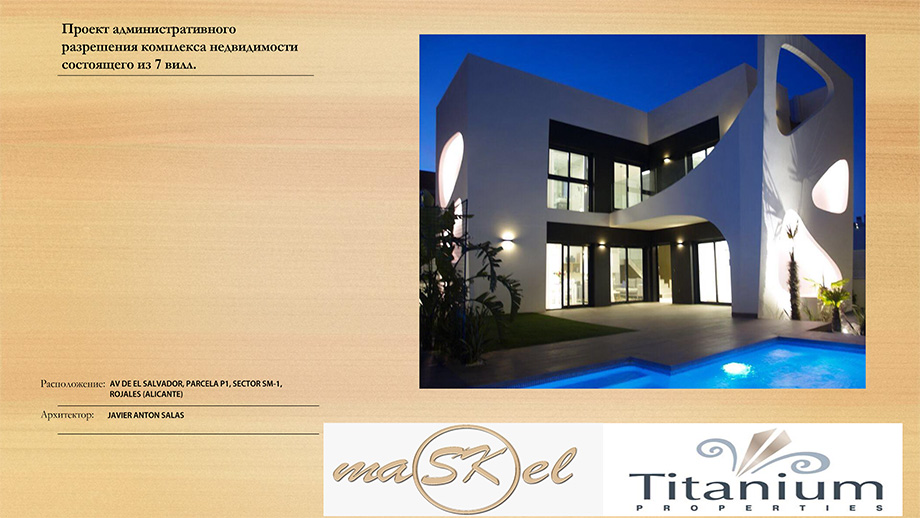 Проект административного
разрешения комплекса недвидимости
состоящего из 7 вилл.
Расположение: AV DE EL SALVADOR, PARCELA P1, SECTOR SM-1,
ROJALES (ALICANTE)
Архитектор: JAVIER ANTON SALAS
maSKel
Titanium
PROPERTIES